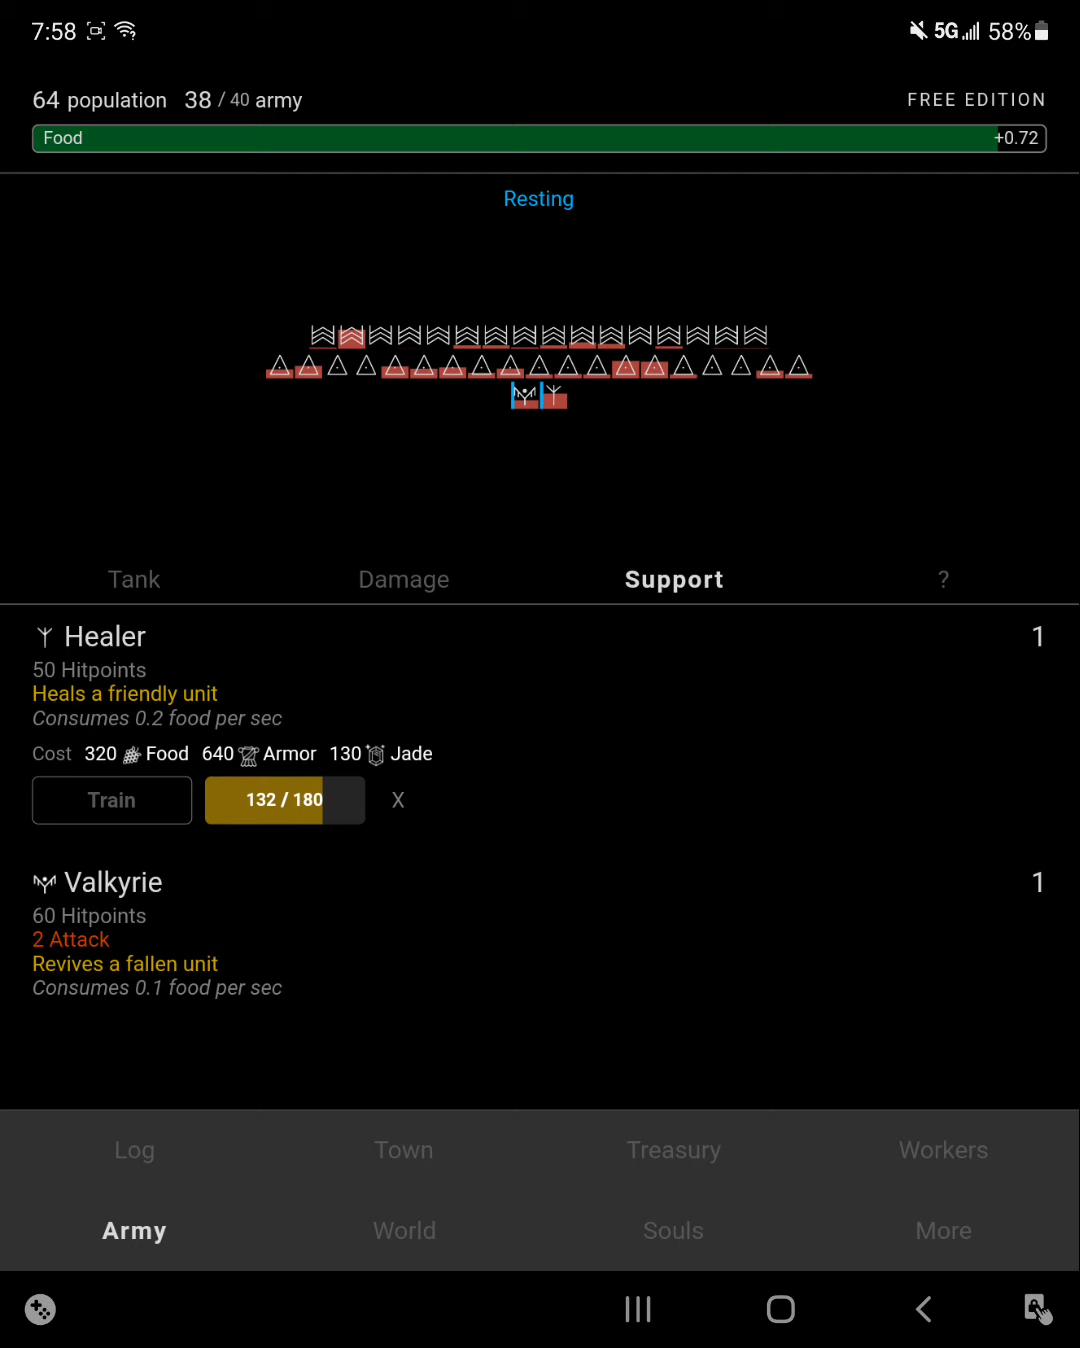 7:58 5G 58%
64 population 38 / 40 army FREE EDITION
Food +0.72
Resting
Tank Damage Support ?
Healer 1
50 Hitpoints
Heals a friendly unit
Consumes 0.2 food per sec
Cost 320 Food 640 Armor 130 Jade
Train 132 / 180 X
Valkyrie 1
60 Hitpoints
2 Attack
Revives a fallen unit
Consumes 0.1 food per sec
Log Town Treasury Workers
Army World Souls More